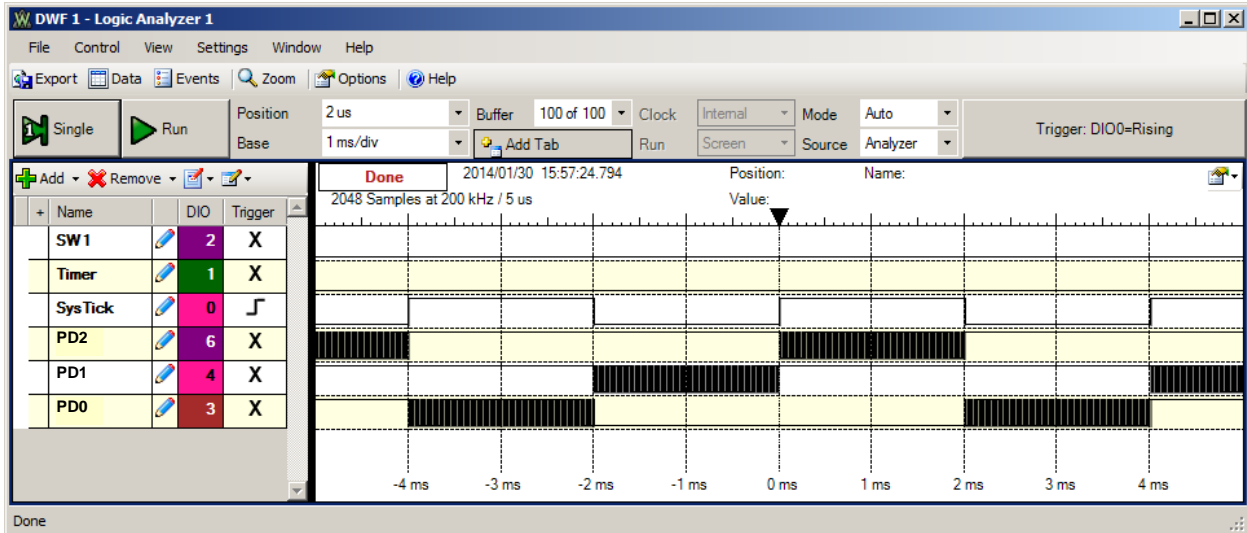 DWF 1 - Logic Analyzer 1
File Control View Settings Window Help
Export Data Events Zoom Options Help
Single Run Position 2 us Buffer 100 of 100 Clock Internal Mode Auto Trigger: DIO0=Rising
Base 1 ms/div Add Tab Run Screen Source Analyzer
Add Remove Done 2014/01/30 15:57:24.794 Position: Name:
2048 Samples at 200 kHz / 5 us Value:
+ Name DIO Trigger
SW1 2 X
Timer 1 X
SysTick 0
PD2 6 X
PD1 4 X
PD0 3 X
-4 ms -3 ms -2 ms -1 ms 0 ms 1 ms 2 ms 3 ms 4 ms
Done